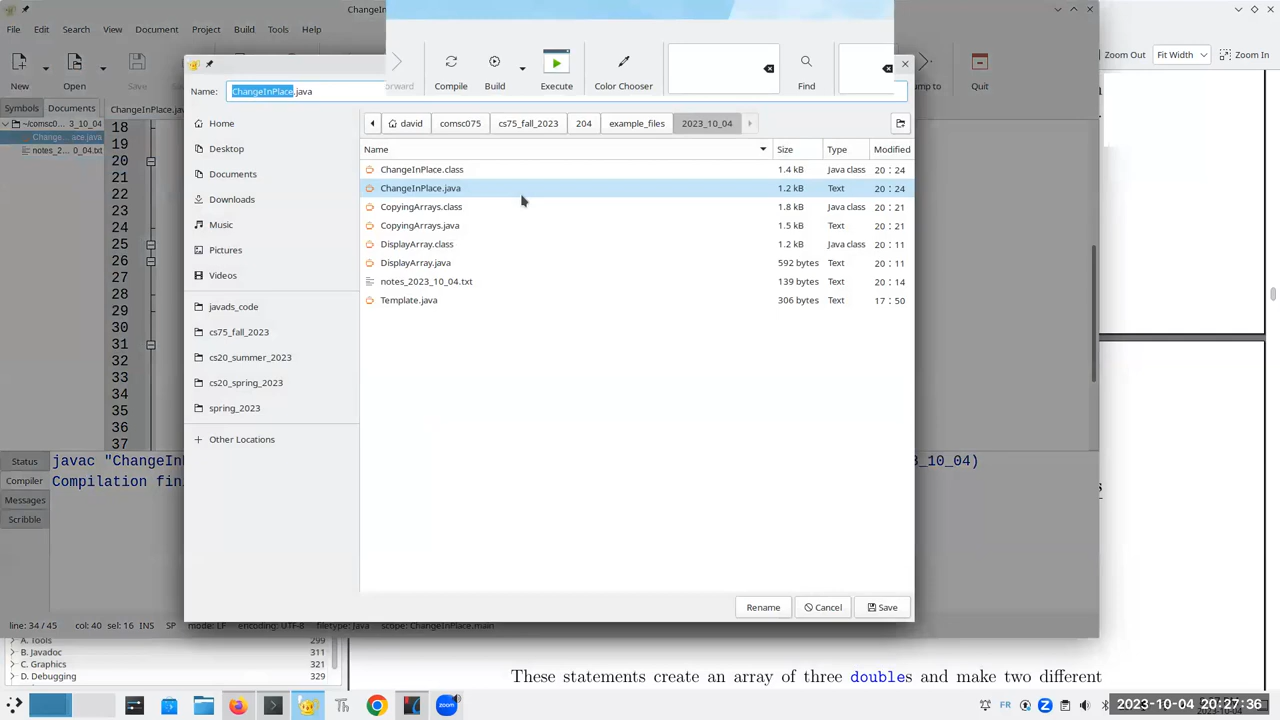 ChangeIn
File Edit Search View Document Project Build Tools Help
New Open Save Compile Build Execute Color Chooser Find Quit
Zoom Out Fit Width Zoom In
Name: ChangeInPlace.java
Symbols Documents ChangeInPlace.java
~/comsc0... 3_10_04
Change... ace.java
notes_2... 0_04.txt
david comsc075 cs75_fall_2023 204 example_files 2023_10_04
Name Size Type Modified
ChangeInPlace.class 1.4 kB Java class 20:24
ChangeInPlace.java 1.2 kB Text 20:24
CopyingArrays.class 1.8 kB Java class 20:21
CopyingArrays.java 1.5 kB Text 20:21
DisplayArray.class 1.2 kB Java class 20:11
DisplayArray.java 592 bytes Text 20:11
notes_2023_10_04.txt 139 bytes Text 20:14
Template.java 306 bytes Text 17:50
Home
Desktop
Documents
Downloads
Music
Pictures
Videos
javads_code
cs75_fall_2023
cs20_summer_2023
cs20_spring_2023
spring_2023
Other Locations
18
19
20
21
22
23
24
25
26
27
28
29
30
31
32
33
34
35
36
37
Status
Compiler
Messages
Scribble
javac "ChangeInP 3_10_04)
Compilation fin
Rename Cancel Save
line: 34 / 45 col: 40 sel: 16 INS SP mode: LF encoding: UTF-8 filetype: Java scope: ChangeInPlace.main
A. Tools 299
B. Javadoc 311
C. Graphics 321
D. Debugging 329
These statements create an array of three doubles and make two different
zoom FR 2023-10-04 20:27:36